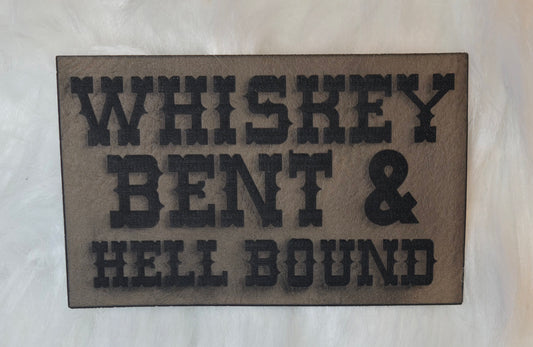 WHISKEY
BENT &
HELL BOUND